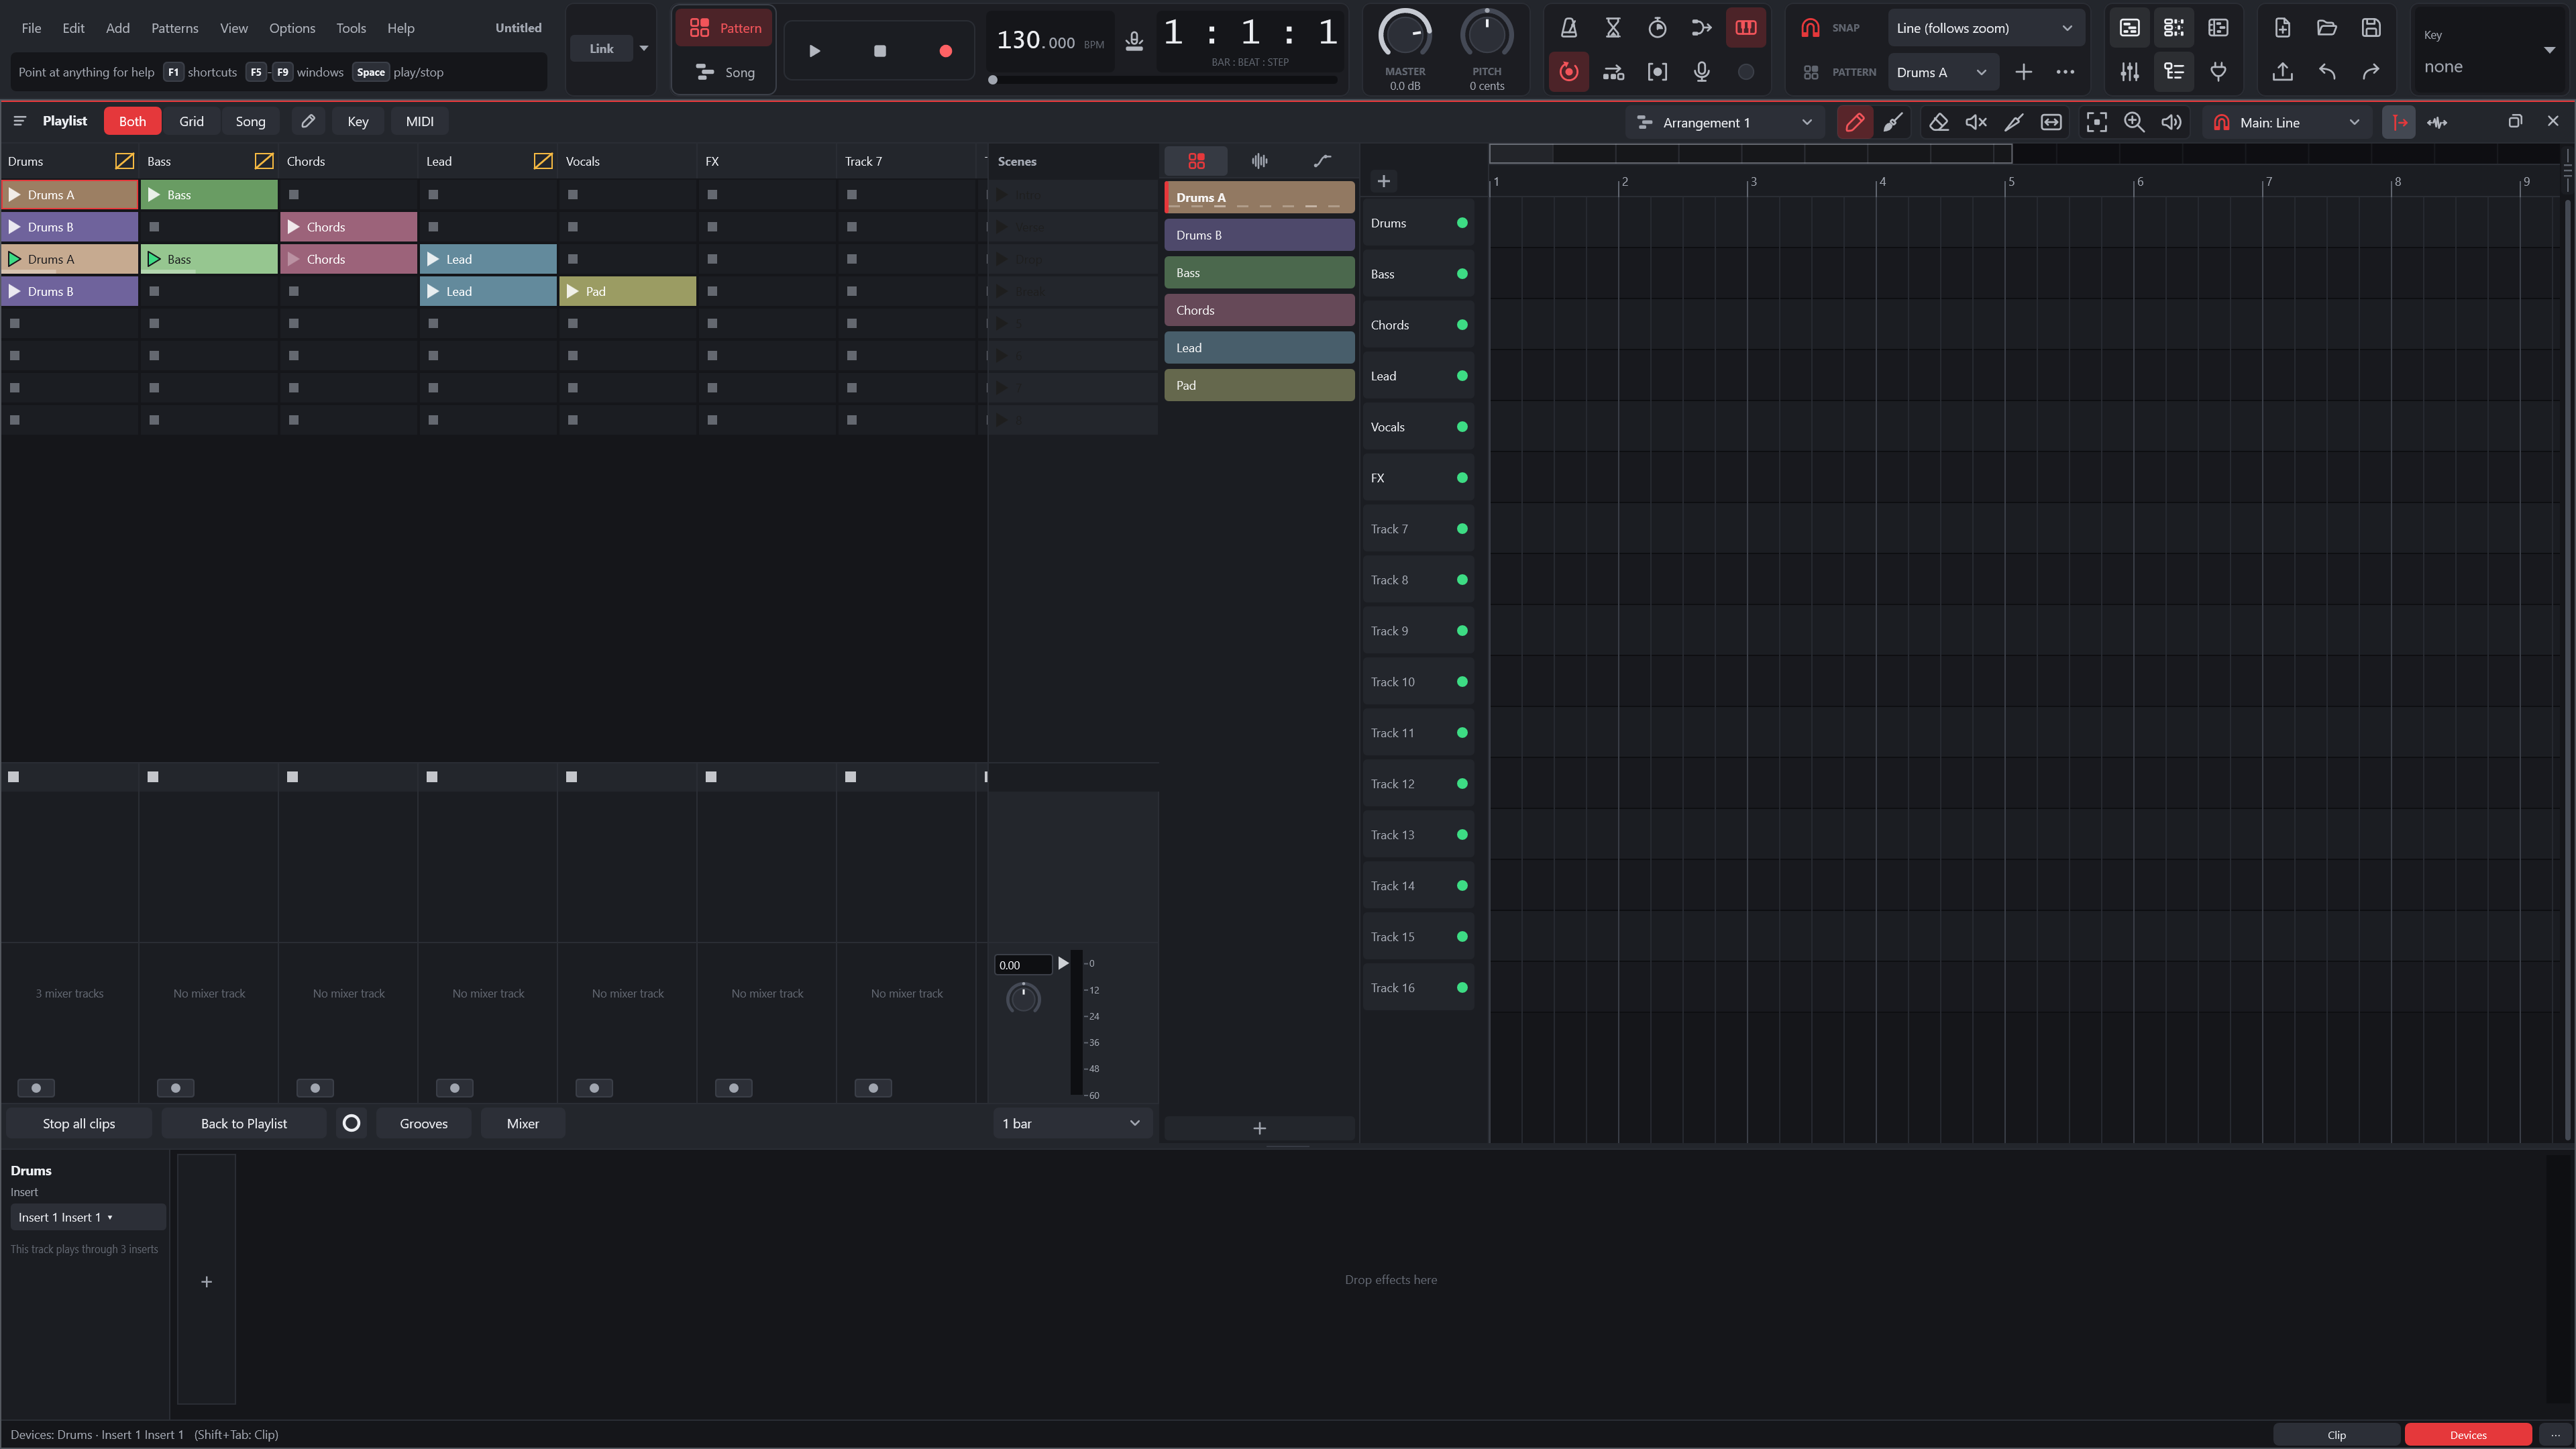 File Edit Add Patterns View Options Tools Help Untitled
Point at anything for help F1 shortcuts F5 - F9 windows Space play/stop
Link
Pattern
Song
130.000 BPM
1 : 1 : 1
BAR : BEAT : STEP
MASTER
0.0 dB
PITCH
0 cents
SNAP Line (follows zoom)
PATTERN Drums A
Key
none
Playlist Both Grid Song Key MIDI
Arrangement 1
Main: Line
Drums Bass Chords Lead Vocals FX Track 7 Scenes
Drums A Bass Intro
Drums B Chords
Drums A Bass Chords Lead Drop
Drums B Lead Pad Break
5
7
Drums A
Drums B
Bass
Chords
Lead
Pad
1 2 3 4 5 6 7 8 9
Drums
Bass
Chords
Lead
Vocals
FX
Track 7
Track 8
Track 9
Track 10
Track 11
Track 12
Track 13
Track 14
Track 15
Track 16
3 mixer tracks No mixer track No mixer track No mixer track No mixer track No mixer track No mixer track
0.00
0
12
24
36
48
60
Stop all clips Back to Playlist Grooves Mixer 1 bar
Drums
Insert
Insert 1 Insert 1
This track plays through 3 inserts
Drop effects here
Devices: Drums · Insert 1 Insert 1 (Shift+Tab: Clip)
Clip Devices